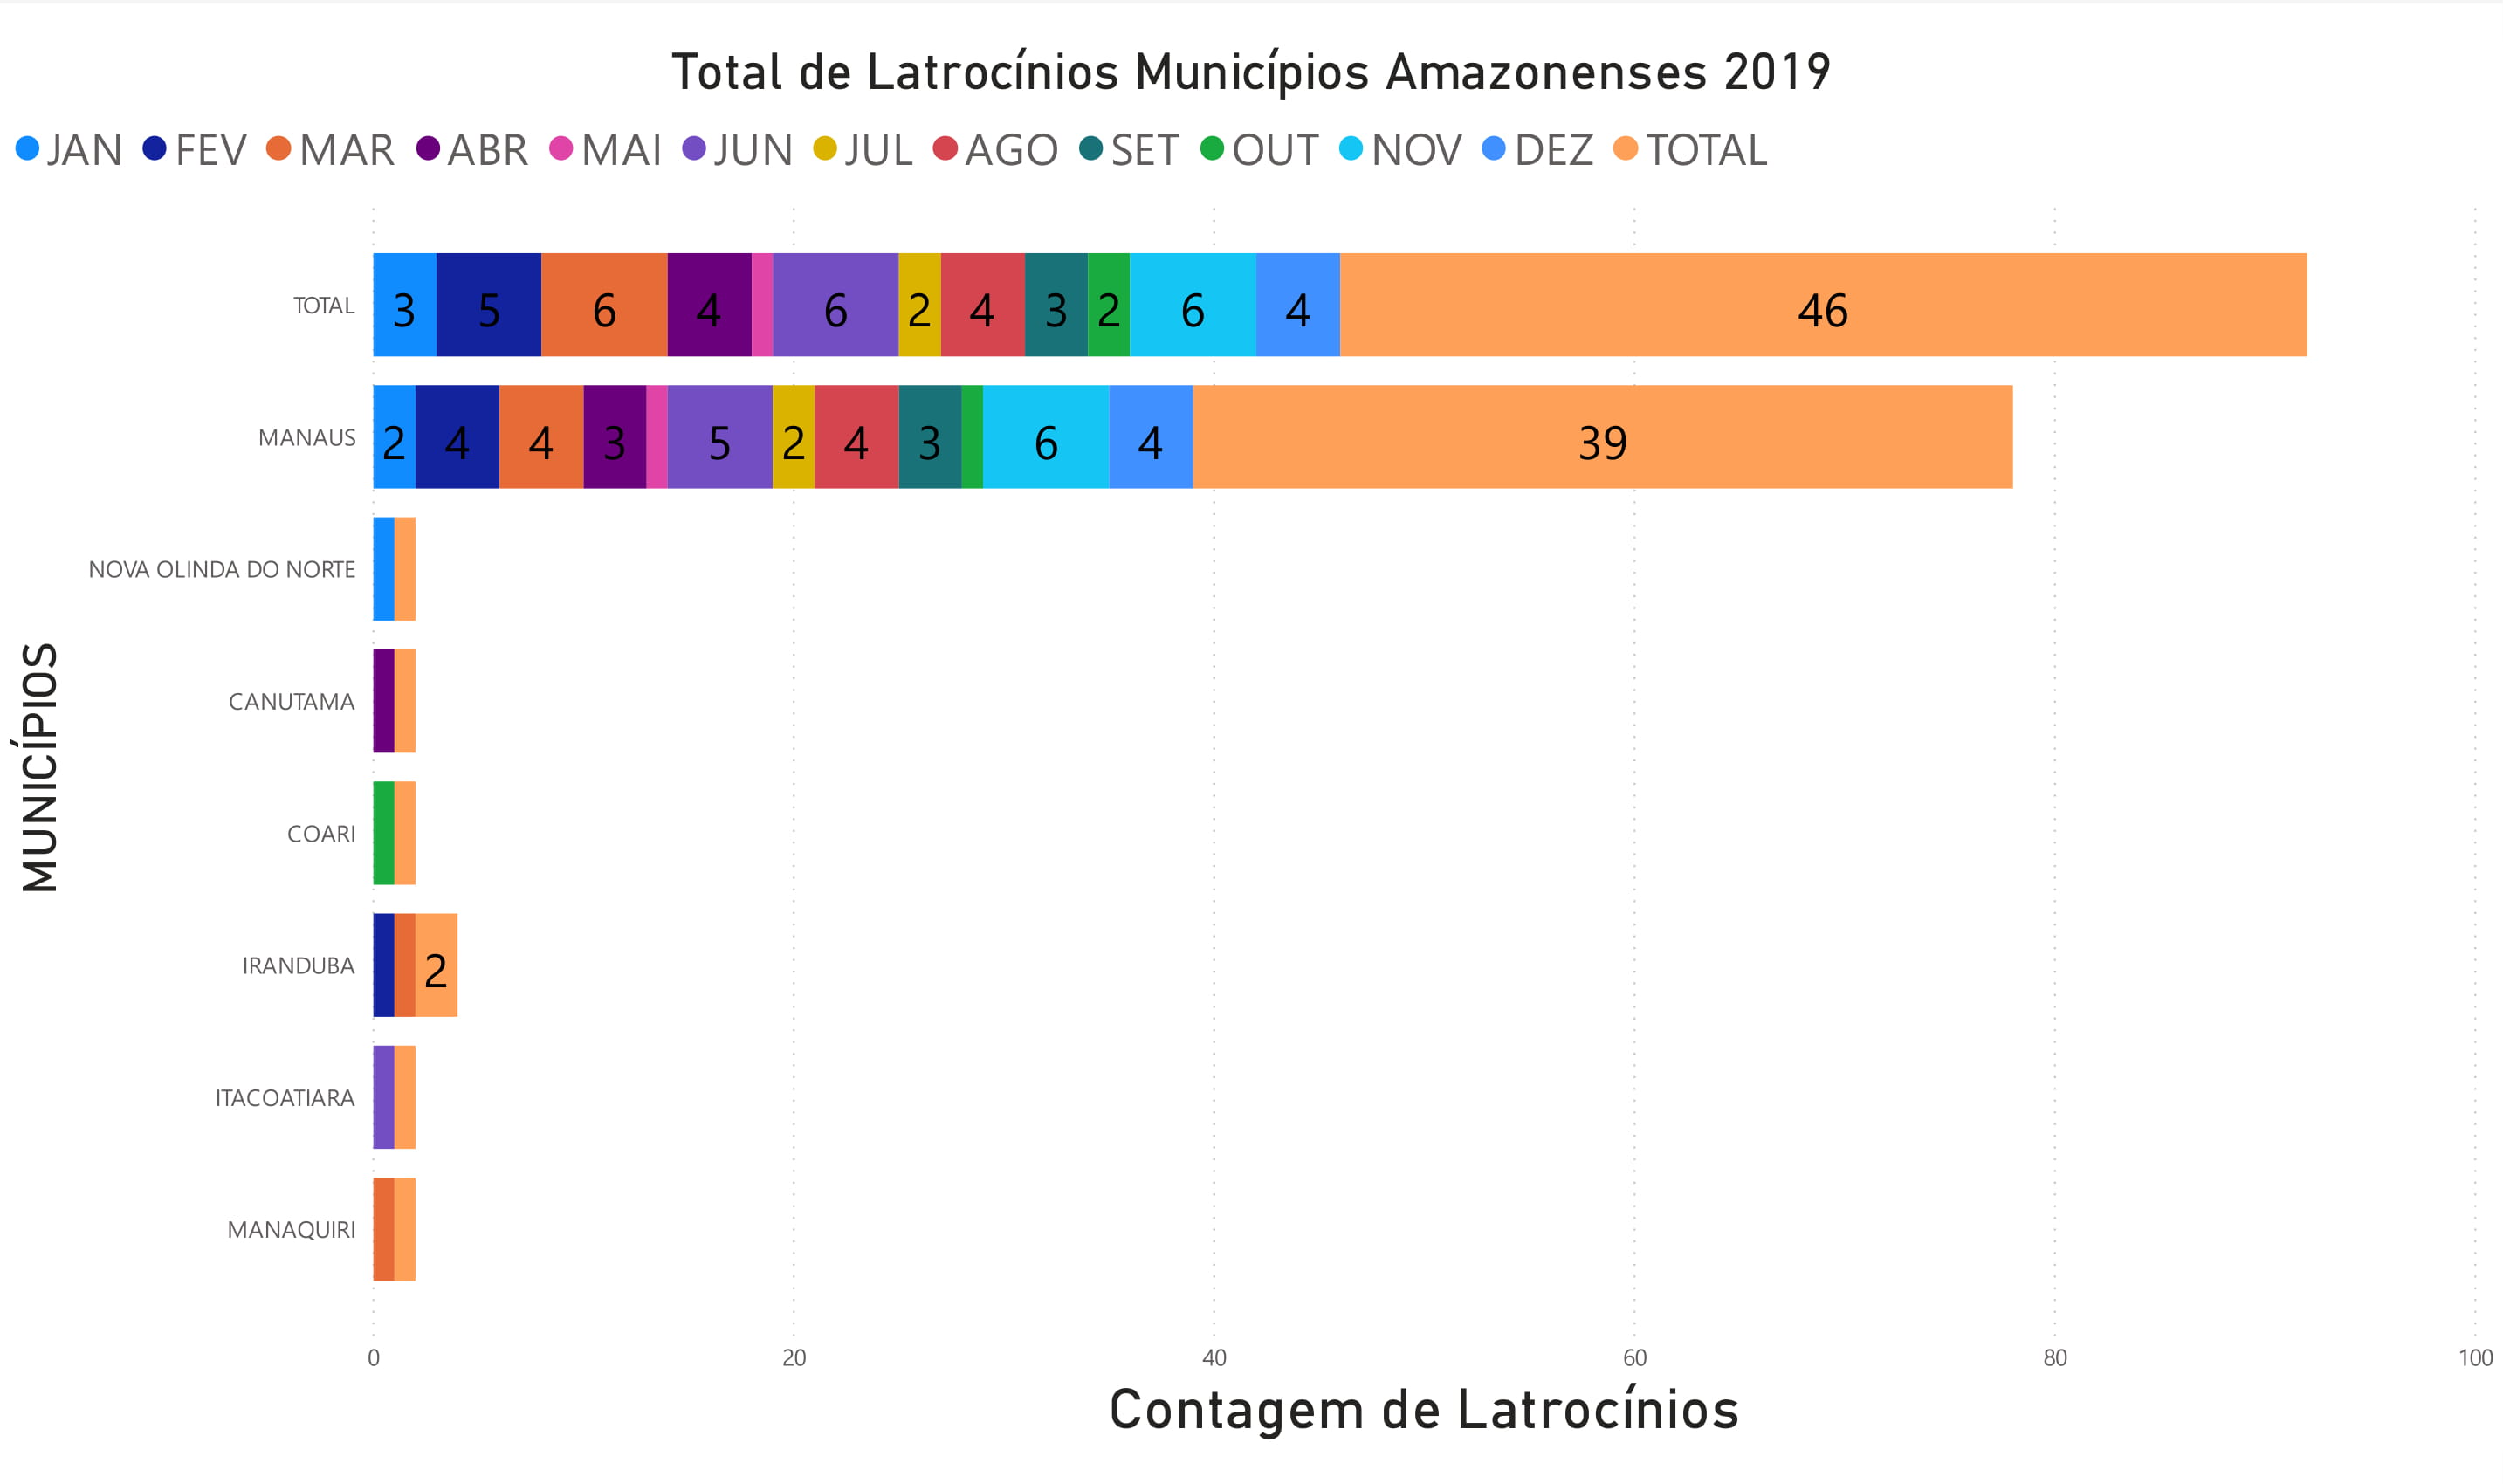 Total de Latrocínios Municípios Amazonenses 2019
JAN FEV MAR ABR MAI JUN JUL AGO SET OUT NOV DEZ TOTAL
MUNICÍPIOS
TOTAL 3 5 6 4 6 2 4 3 2 6 4 46
MANAUS 2 4 4 3 5 2 4 3 6 4 39
NOVA OLINDA DO NORTE
CANUTAMA
COARI
IRANDUBA 2
ITACOATIARA
MANAQUIRI
0 20 40 60 80 100
Contagem de Latrocínios